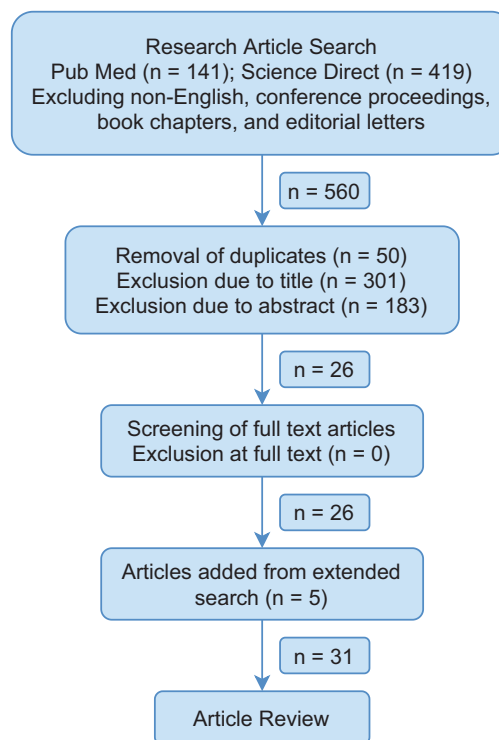 Research Article Search
Pub Med (n = 141); Science Direct (n = 419)
Excluding non-English, conference proceedings,
book chapters, and editorial letters
n = 560
Removal of duplicates (n = 50)
Exclusion due to title (n = 301)
Exclusion due to abstract (n = 183)
n = 26
Screening of full text articles
Exclusion at full text (n = 0)
n = 26
Articles added from extended
search (n = 5)
n = 31
Article Review